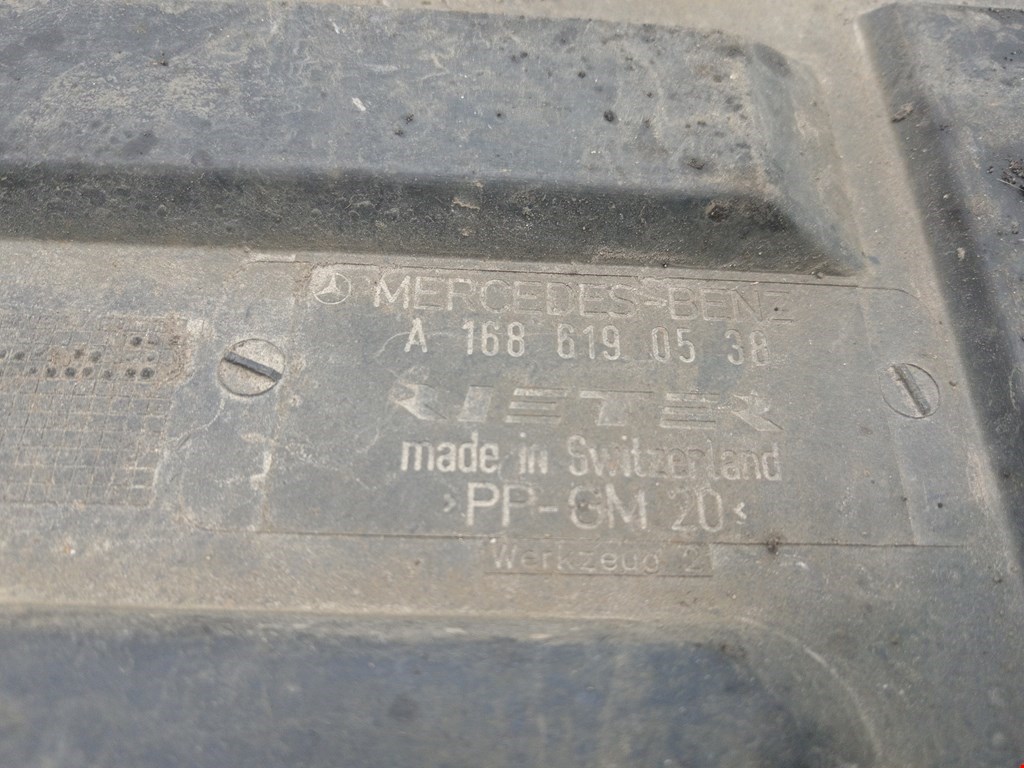 MERCEDES-BENZ
A 168 619 05 38
RIETER
made in Switzerland
>PP-GM 20<
Werkzeug 2